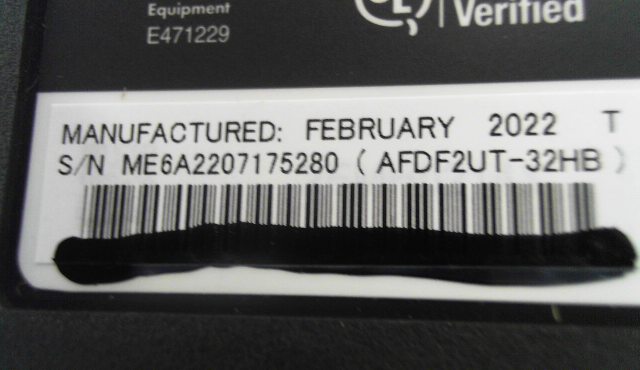 Equipment
E471229
Verified
MANUFACTURED: FEBRUARY 2022 T
S/N ME6A2207175280 ( AFDF2UT-32HB )